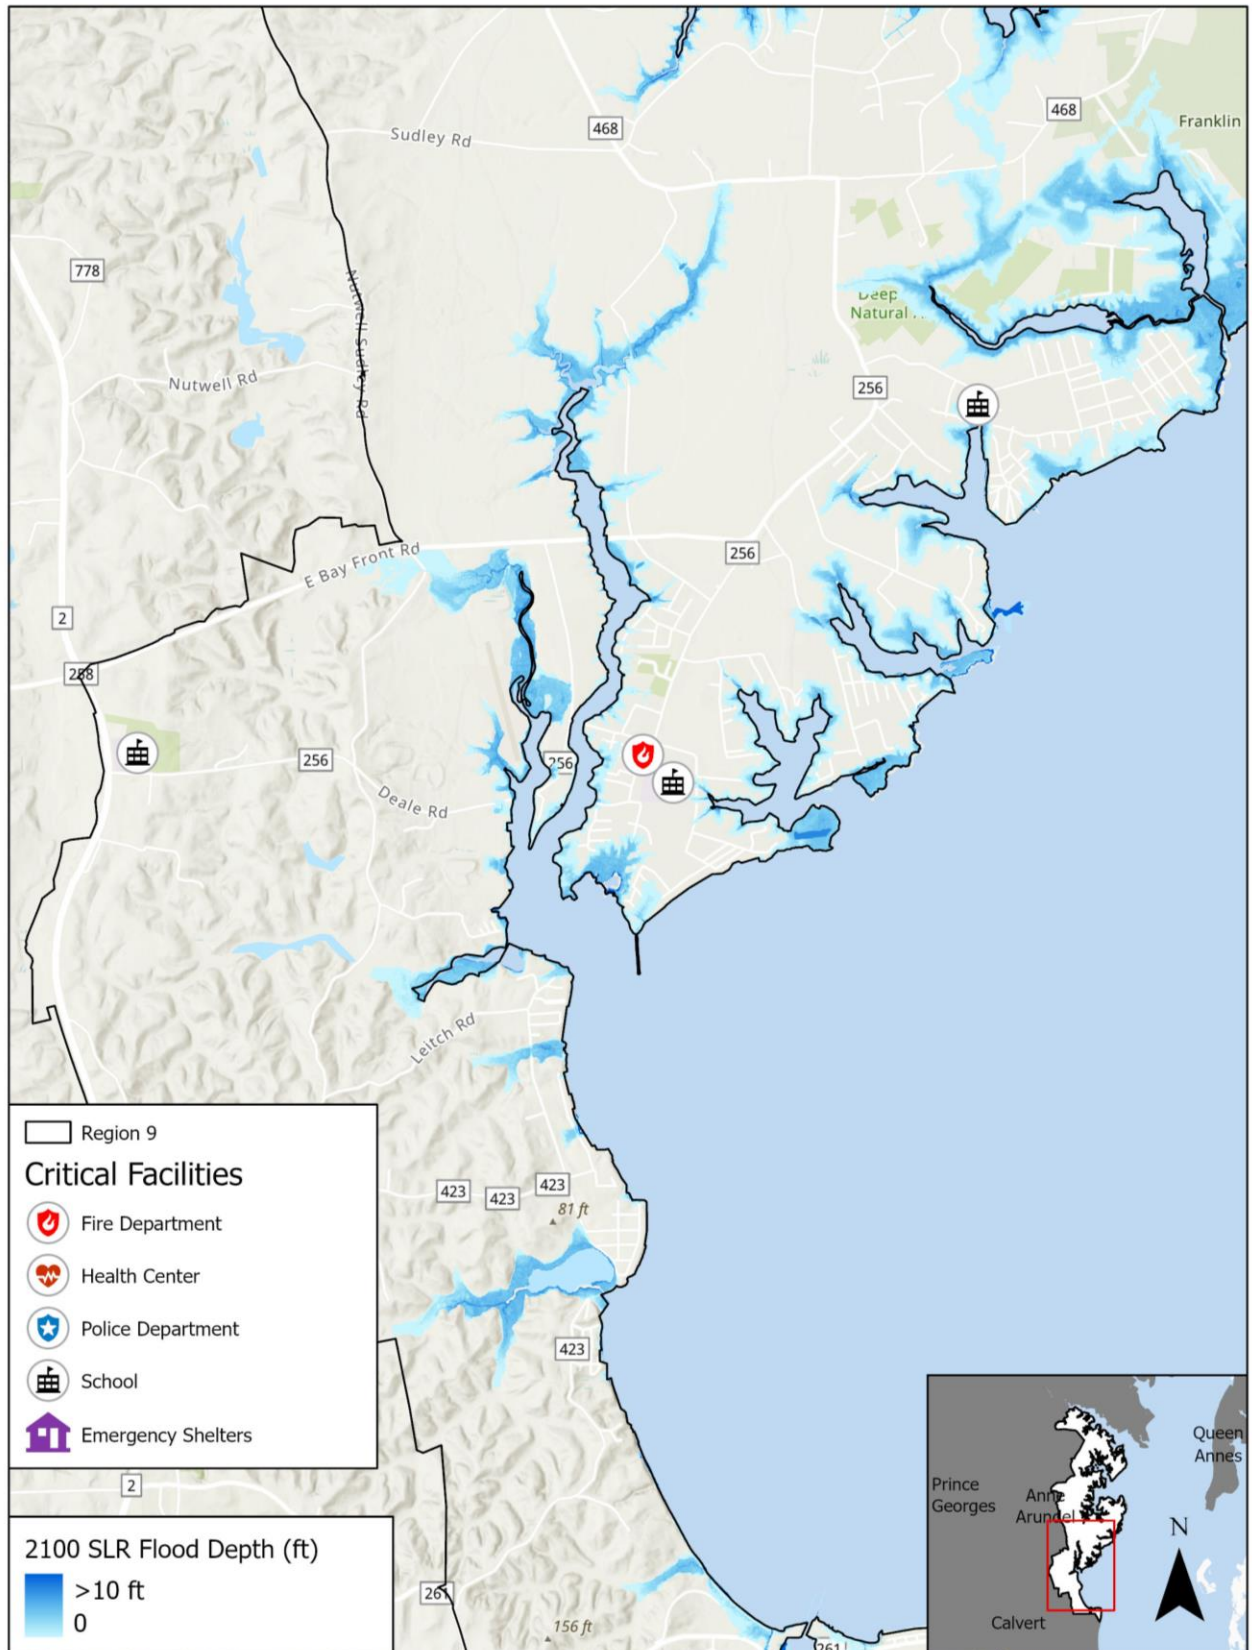 Sudley Rd
468
468
Franklin
778
Nutwell Sudley Rd
Deep
Natural
Nutwell Rd
256
256
E Bay Front Rd
2
258
256
256
Deale Rd
Leitch Rd
423
423
423
81 ft
423
2
261
156 ft
261
Region 9
Critical Facilities
Fire Department
Health Center
Police Department
School
Emergency Shelters
2100 SLR Flood Depth (ft)
>10 ft
0
Queen
Annes
Prince
Georges
Anne
Arundel
N
Calvert